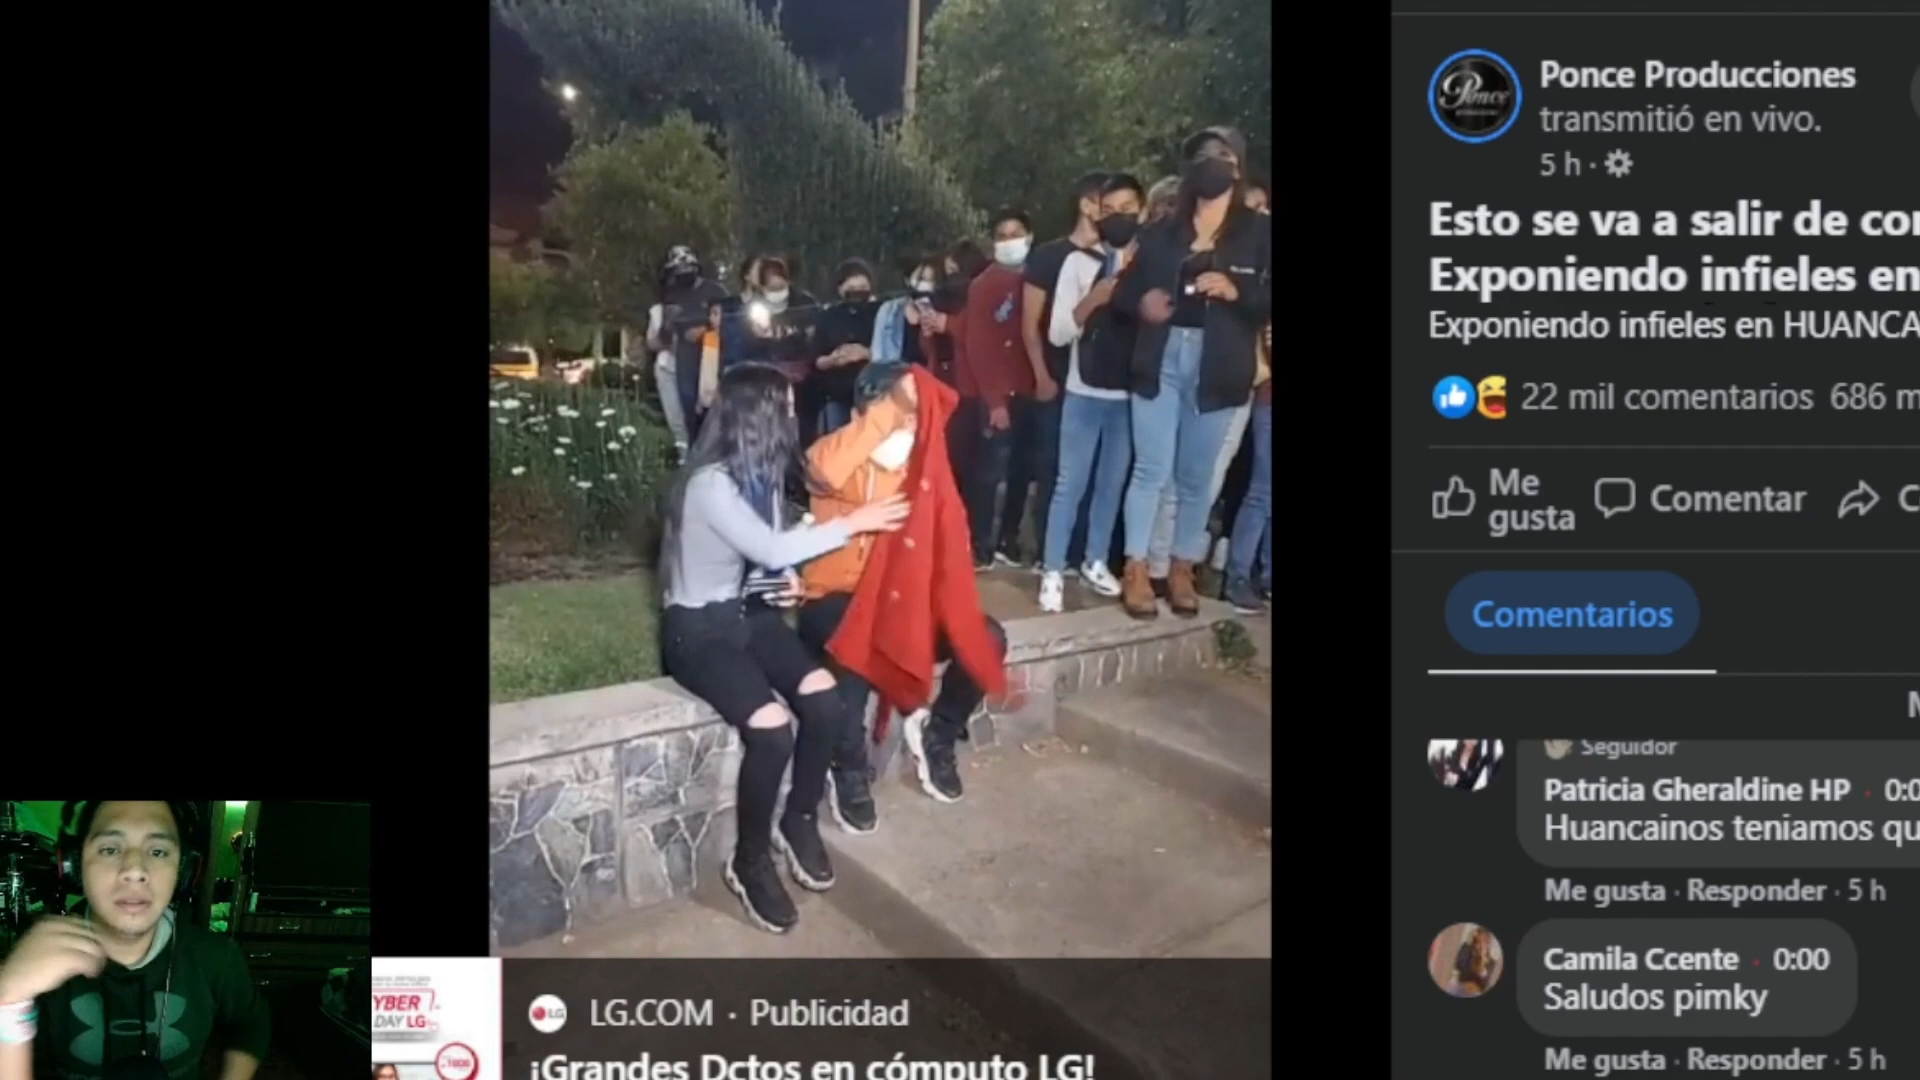 Ponce
Ponce Producciones
transmitió en vivo.
5 h ·
Esto se va a salir de con
Exponiendo infieles en
Exponiendo infieles en HUANCA
22 mil comentarios 686 m
Me gusta
Comentar
C
Comentarios
M
Seguidor
Patricia Gheraldine HP · 0:0
Huancainos teniamos qu
Me gusta · Responder · 5 h
Camila Ccente · 0:00
Saludos pimky
Me gusta · Responder · 5 h
YBER
DAY LG
LG
LG.COM · Publicidad
¡Grandes Dctos en cómputo LG!